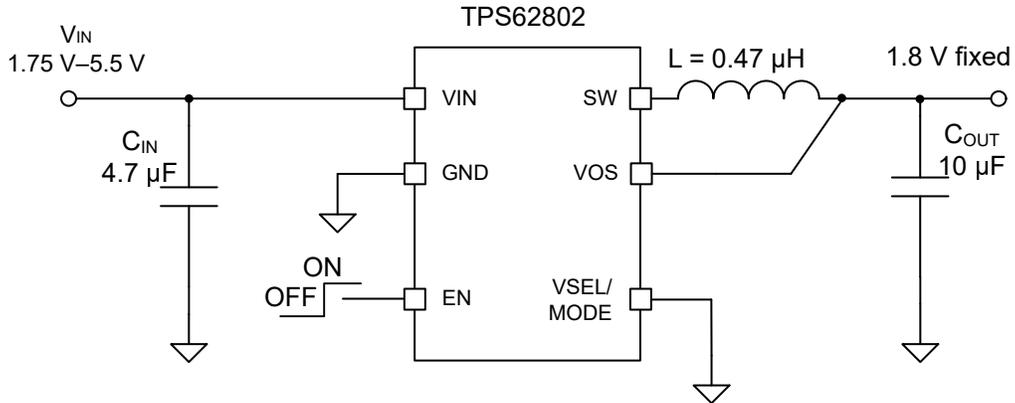 TPS62802
VIN
1.75 V–5.5 V
L = 0.47 µH
1.8 V fixed
VIN
SW
CIN
4.7 µF
COUT
10 µF
GND
VOS
ON
OFF
EN
VSEL/
MODE